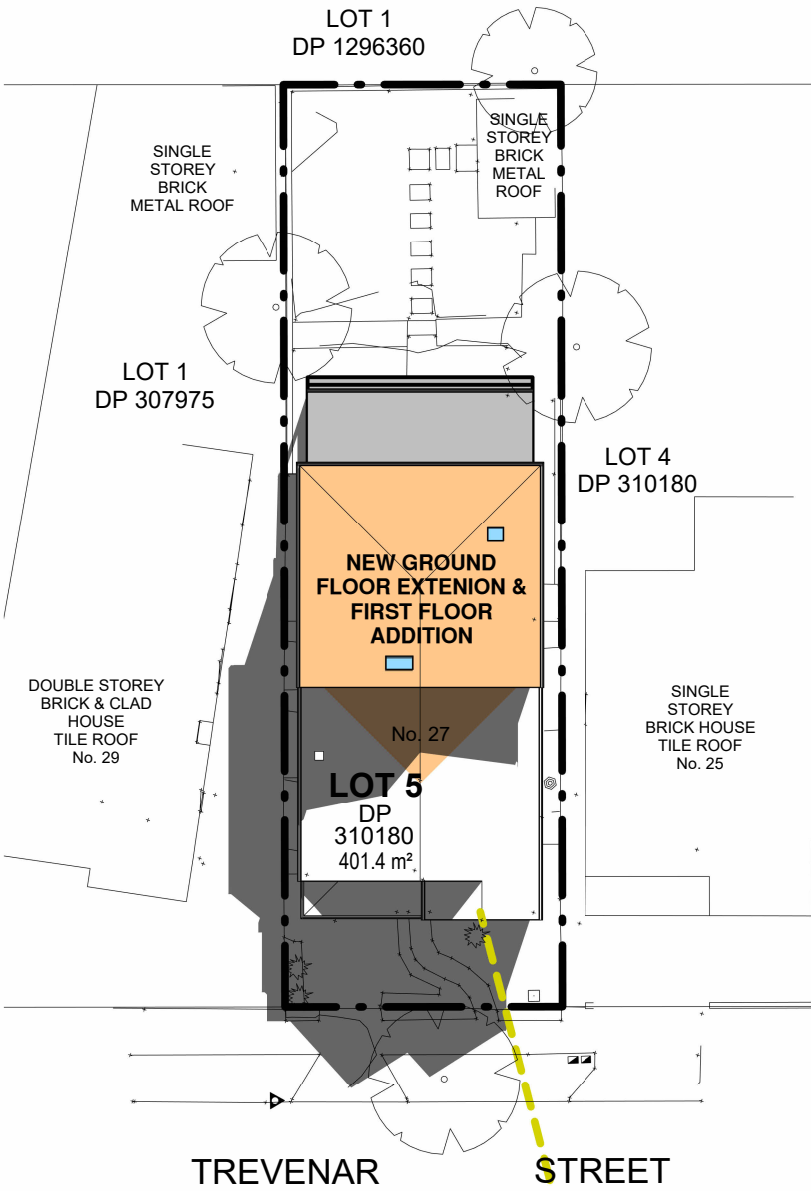 LOT 1
DP 1296360
SINGLE
STOREY
BRICK
METAL
ROOF
SINGLE
STOREY
BRICK
METAL ROOF
LOT 1
DP 307975
LOT 4
DP 310180
NEW GROUND
FLOOR EXTENION &
FIRST FLOOR
ADDITION
DOUBLE STOREY
BRICK & CLAD
HOUSE
TILE ROOF
No. 29
SINGLE
STOREY
BRICK HOUSE
TILE ROOF
No. 25
No. 27
LOT 5
DP
310180
401.4 m²
TREVENAR STREET